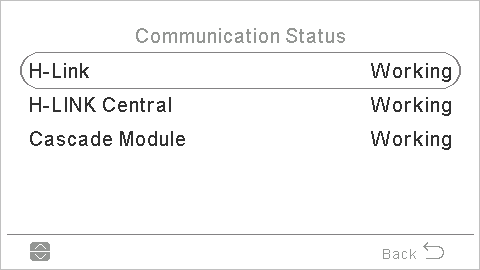 Communication Status
H-Link Working
H-LINK Central Working
Cascade Module Working
Back